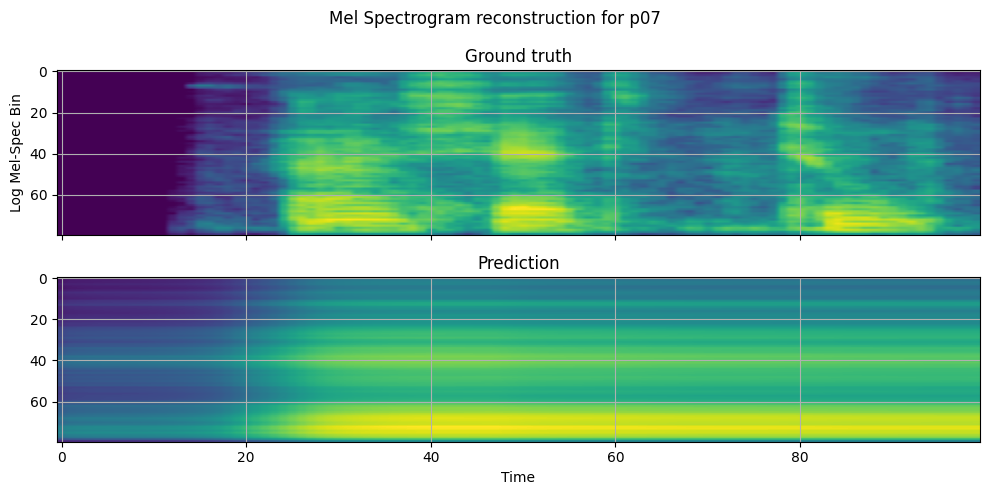 Mel Spectrogram reconstruction for p07
Ground truth
0
20
40
60
Log Mel-Spec Bin
Prediction
0
20
40
60
0 20 40 60 80
Time